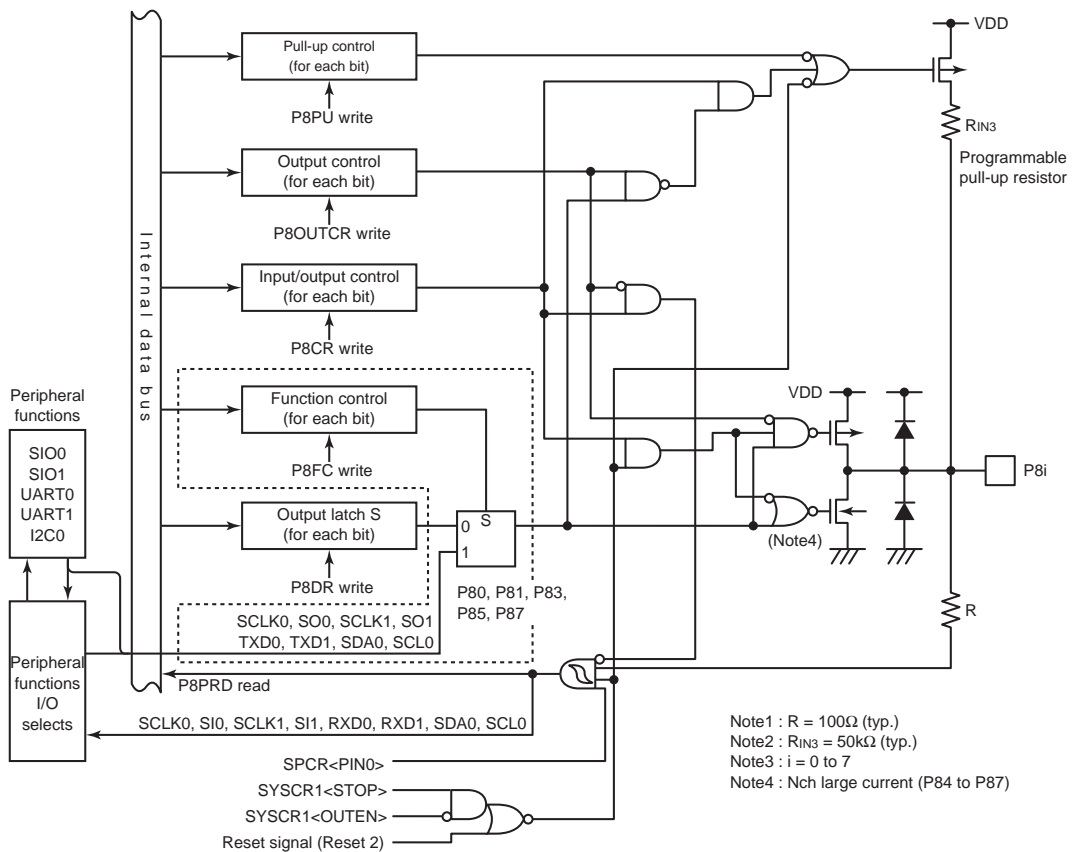 Pull-up control
(for each bit)
P8PU write
VDD
RIN3
Programmable
pull-up resistor
Output control
(for each bit)
P8OUTCR write
Internal data bus
Input/output control
(for each bit)
P8CR write
Peripheral
functions
SIO0
SIO1
UART0
UART1
I2C0
Function control
(for each bit)
P8FC write
VDD
P8i
Output latch S
(for each bit)
P8DR write
0
S
1
(Note4)
P80, P81, P83,
P85, P87
SCLK0, SO0, SCLK1, SO1
TXD0, TXD1, SDA0, SCL0
R
Peripheral
functions
I/O
selects
P8PRD read
SCLK0, SI0, SCLK1, SI1, RXD0, RXD1, SDA0, SCL0
SPCR<PIN0>
SYSCR1<STOP>
SYSCR1<OUTEN>
Reset signal (Reset 2)
Note1 : R = 100Ω (typ.)
Note2 : RIN3 = 50kΩ (typ.)
Note3 : i = 0 to 7
Note4 : Nch large current (P84 to P87)